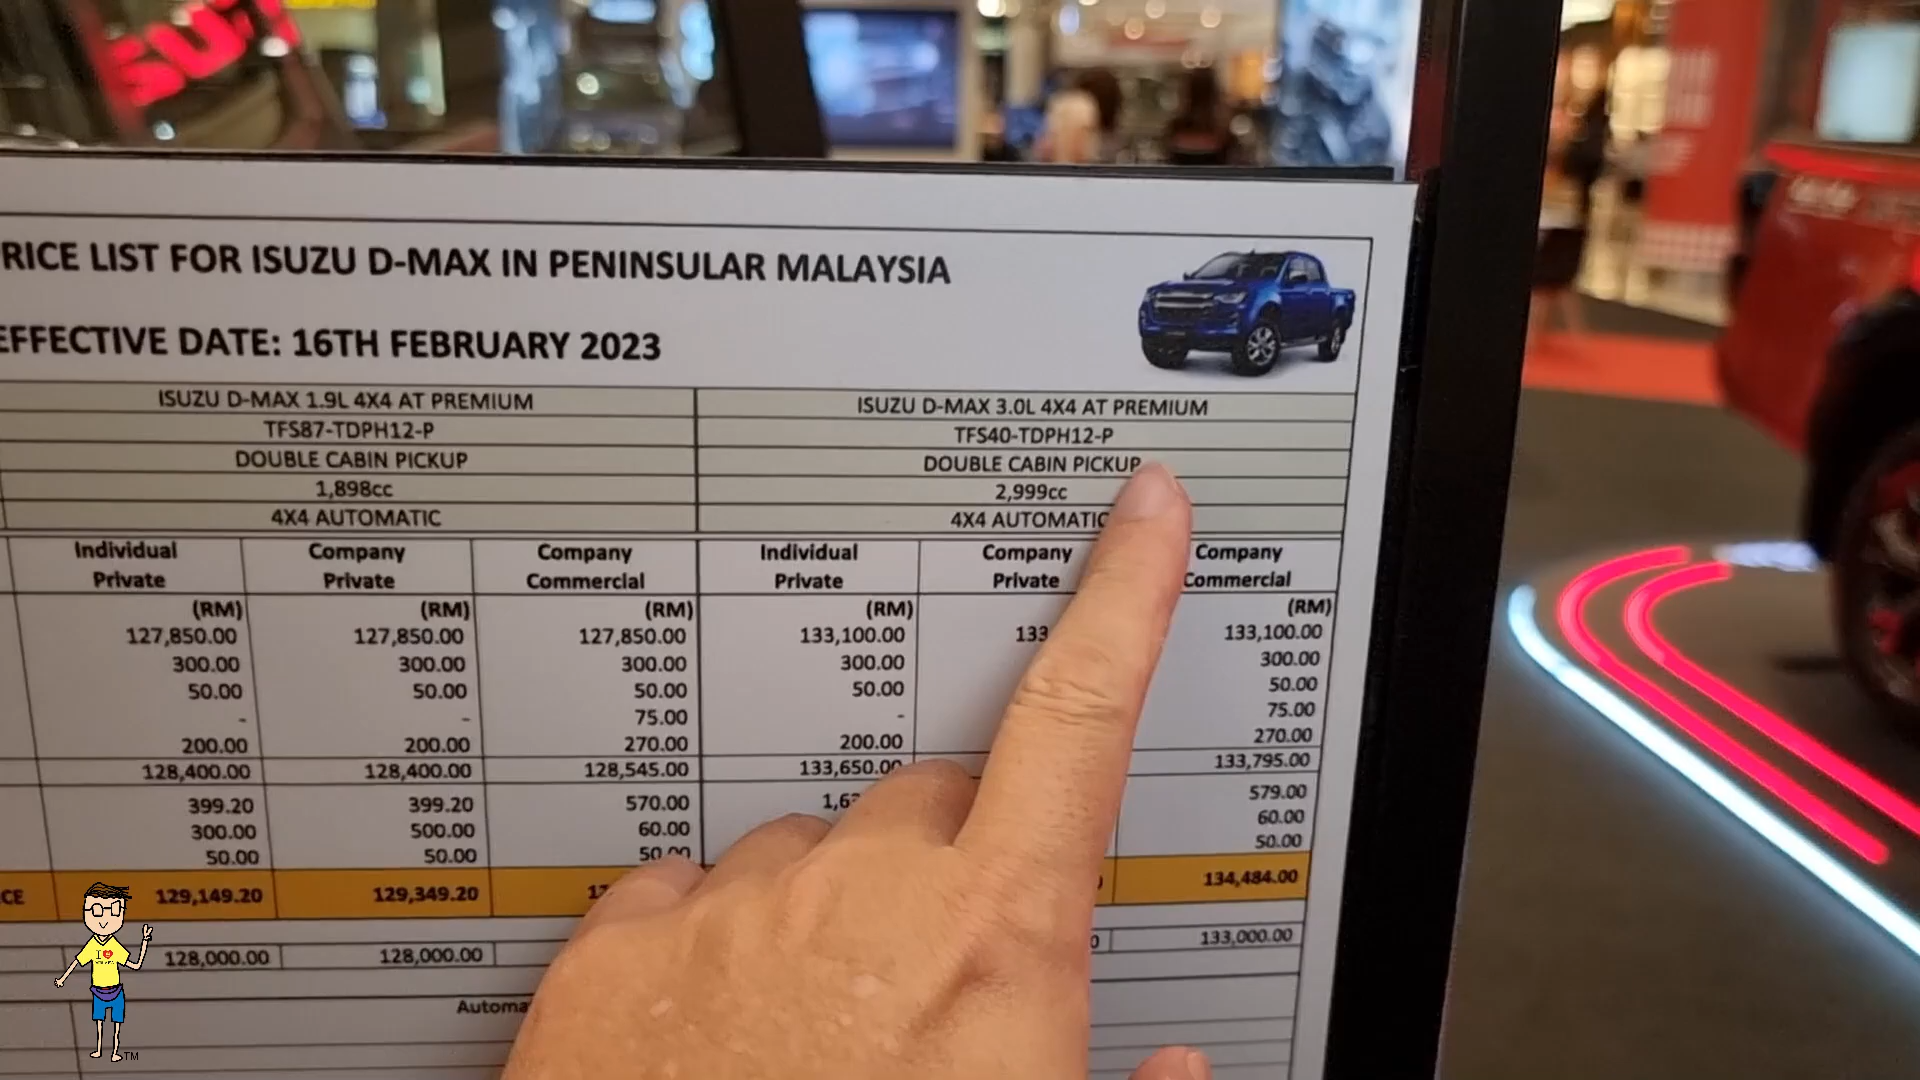 RICE LIST FOR ISUZU D-MAX IN PENINSULAR MALAYSIA
EFFECTIVE DATE: 16TH FEBRUARY 2023
ISUZU D-MAX 1.9L 4X4 AT PREMIUM ISUZU D-MAX 3.0L 4X4 AT PREMIUM
TFS87-TDPH12-P TFS40-TDPH12-P
DOUBLE CABIN PICKUP DOUBLE CABIN PICKUP
1,898cc 2,999cc
4X4 AUTOMATIC 4X4 AUTOMATIC
Individual Company Company Individual Company Company
Private Private Commercial Private Private Commercial
(RM) (RM) (RM) (RM) (RM)
127,850.00 127,850.00 127,850.00 133,100.00 133 133,100.00
300.00 300.00 300.00 300.00 300.00
50.00 50.00 50.00 50.00 50.00
- - 75.00 - 75.00
200.00 200.00 270.00 200.00 270.00
128,400.00 128,400.00 128,545.00 133,650.00 133,795.00
399.20 399.20 570.00 1,6 579.00
300.00 500.00 60.00 60.00
50.00 50.00 50.00 50.00
CE 129,149.20 129,349.20 134,484.00
128,000.00 128,000.00 0 133,000.00
Automa
I ❤
TM